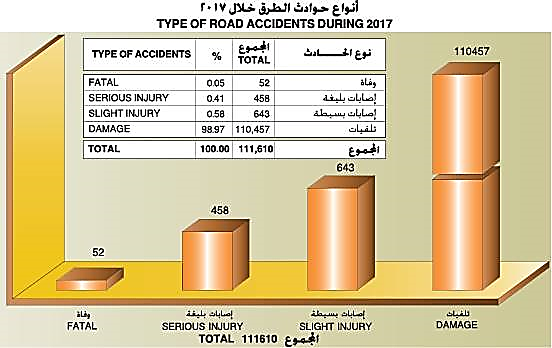 أنواع حوادث الطرق خلال ٢٠١٧
TYPE OF ROAD ACCIDENTS DURING 2017
TYPE OF ACCIDENTS % المجموع TOTAL نوع الحـــادث
FATAL 0.05 52 وفاة
SERIOUS INJURY 0.41 458 إصابات بليغة
SLIGHT INJURY 0.58 643 إصابات بسيطة
DAMAGE 98.97 110,457 تلفيات
TOTAL 100.00 111,610 المجموع
110457
643
458
52
وفاة إصابات بليغة إصابات بسيطة تلفيات
FATAL SERIOUS INJURY SLIGHT INJURY DAMAGE
TOTAL 111610 المجموع